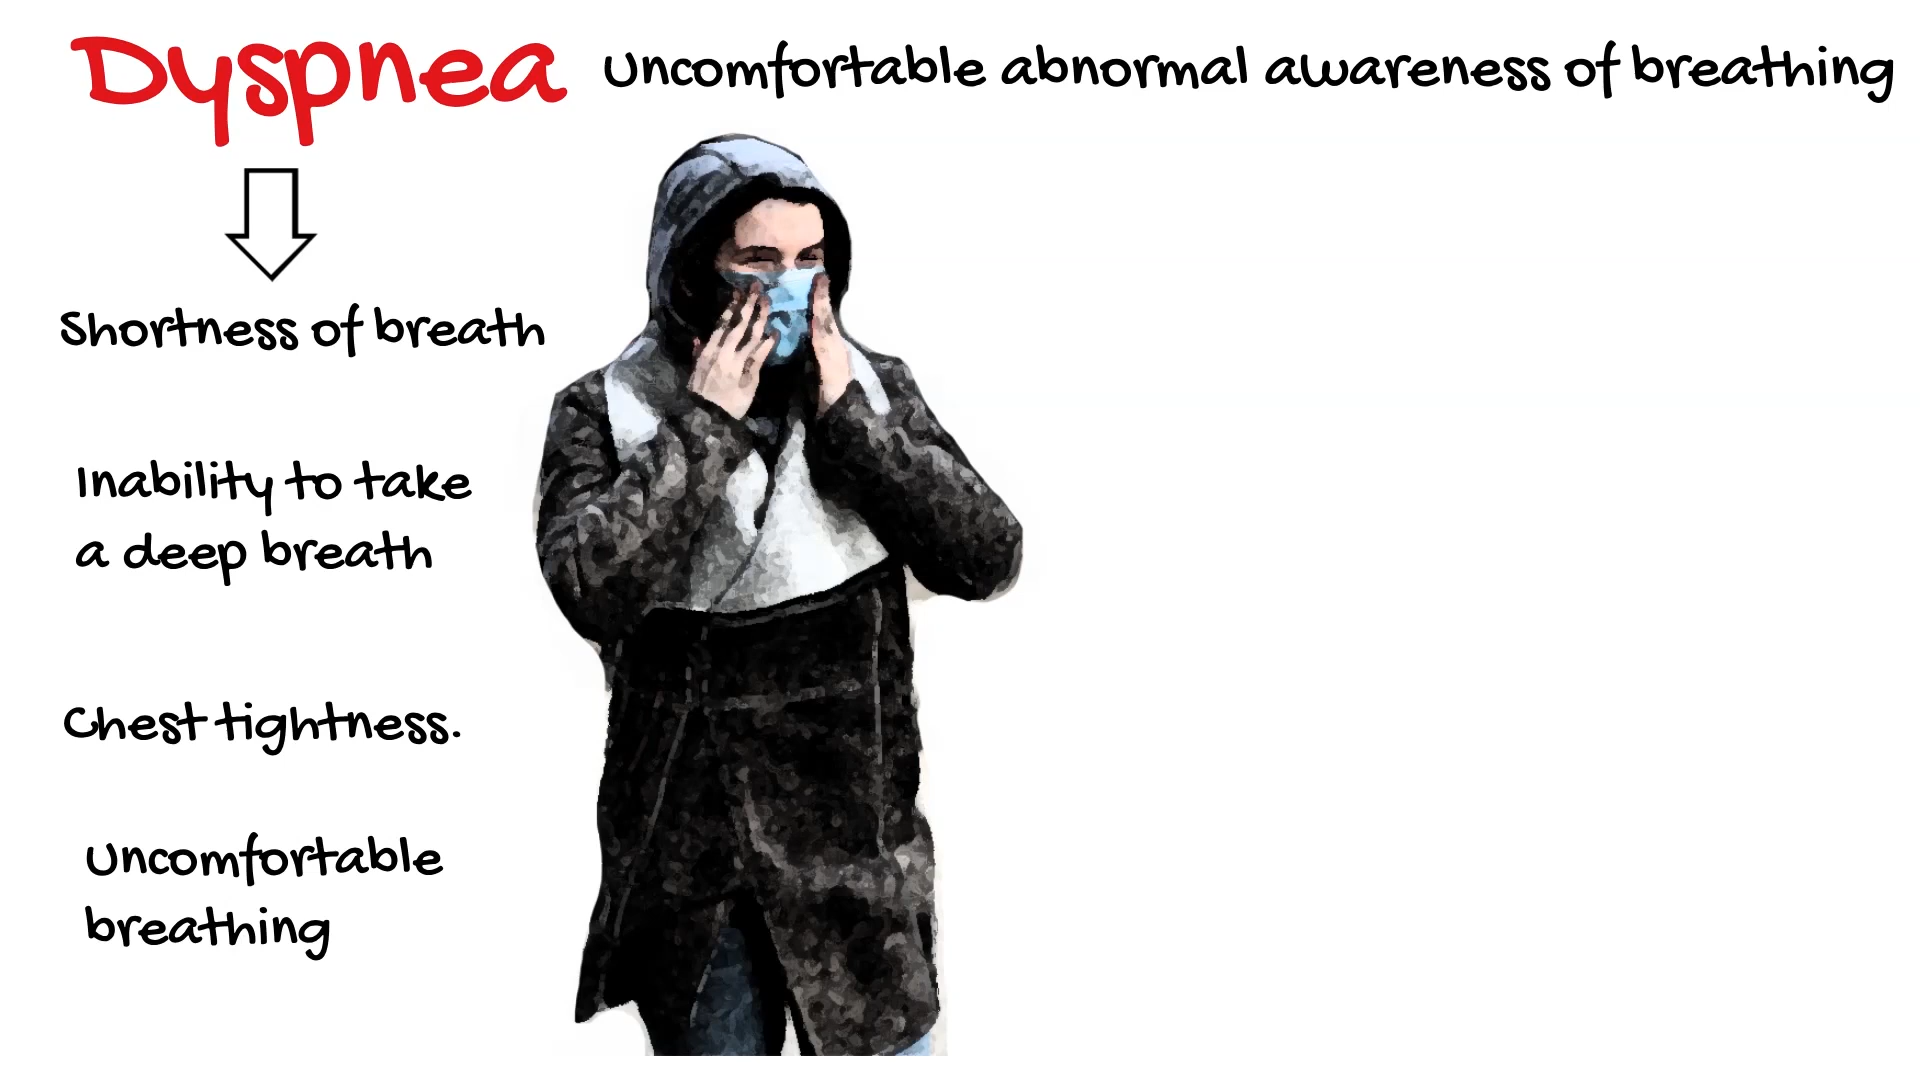 Dyspnea
Uncomfortable abnormal awareness of breathing
Shortness of breath
Inability to take
a deep breath
Chest tightness.
Uncomfortable
breathing